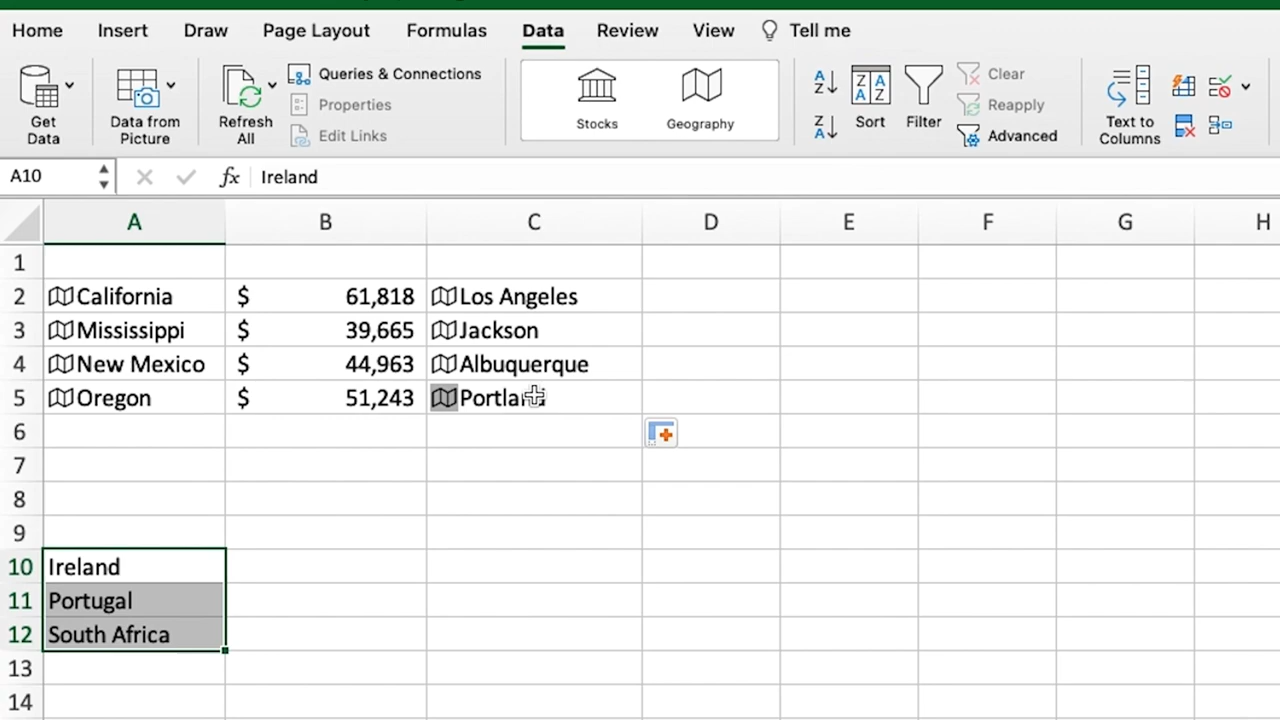 Home Insert Draw Page Layout Formulas Data Review View Tell me
Get Data
Data from Picture
Refresh All
Queries & Connections
Properties
Edit Links
Stocks
Geography
Sort
Filter
Clear
Reapply
Advanced
Text to Columns
A10 fx Ireland
A B C D E F G H
1
2 California $ 61,818 Los Angeles
3 Mississippi $ 39,665 Jackson
4 New Mexico $ 44,963 Albuquerque
5 Oregon $ 51,243 Portland
6
7
8
9
10 Ireland
11 Portugal
12 South Africa
13
14